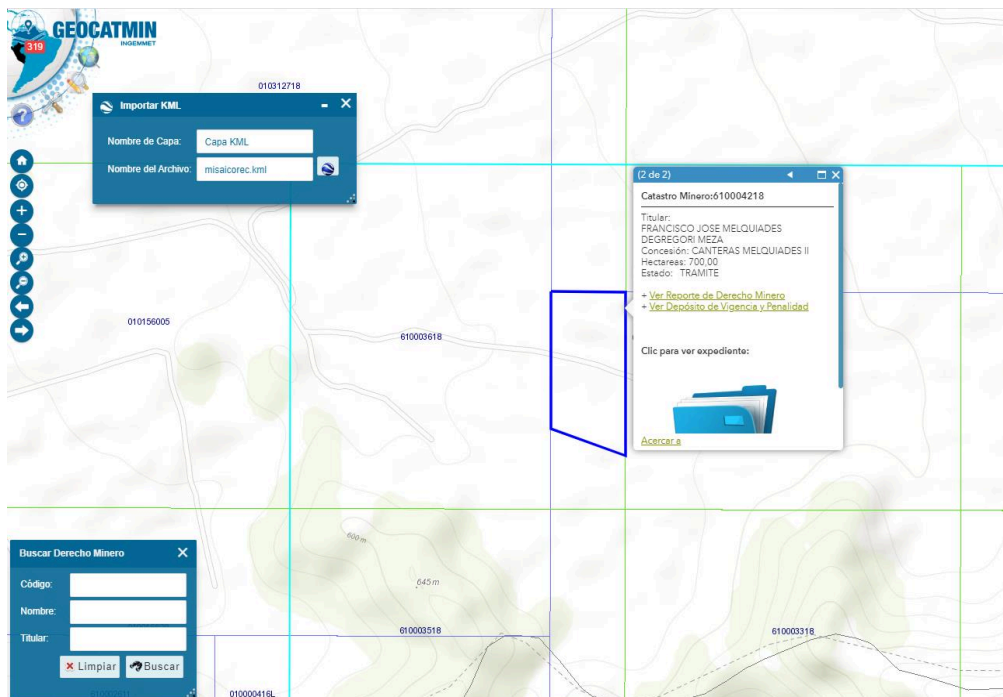 GEOCATMIN
INGEMMET
319
010312718
Importar KML
Nombre de Capa:
Capa KML
Nombre del Archivo:
misaicorec.kml
(2 de 2)
Catastro Minero:610004218
Titular:
FRANCISCO JOSE MELQUIADES
DEGREGORI MEZA
Concesión: CANTERAS MELQUIADES II
Hectareas: 700,00
Estado: TRAMITE
+ Ver Reporte de Derecho Minero
+ Ver Depósito de Vigencia y Penalidad
Clic para ver expediente:
Acercar a
010156005
610003618
600 m
645 m
Buscar Derecho Minero
Código:
Nombre:
Titular:
Limpiar
Buscar
610003518
610003318
010000416L